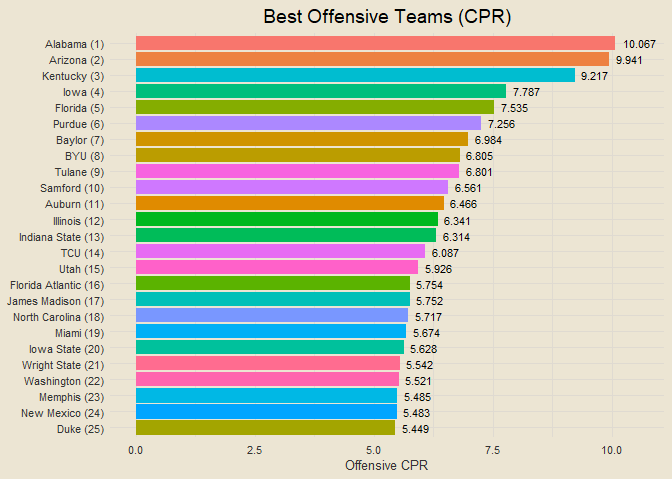 Best Offensive Teams (CPR)
Alabama (1) 10.067
Arizona (2) 9.941
Kentucky (3) 9.217
Iowa (4) 7.787
Florida (5) 7.535
Purdue (6) 7.256
Baylor (7) 6.984
BYU (8) 6.805
Tulane (9) 6.801
Samford (10) 6.561
Auburn (11) 6.466
Illinois (12) 6.341
Indiana State (13) 6.314
TCU (14) 6.087
Utah (15) 5.926
Florida Atlantic (16) 5.754
James Madison (17) 5.752
North Carolina (18) 5.717
Miami (19) 5.674
Iowa State (20) 5.628
Wright State (21) 5.542
Washington (22) 5.521
Memphis (23) 5.485
New Mexico (24) 5.483
Duke (25) 5.449
0.0 2.5 5.0 7.5 10.0
Offensive CPR